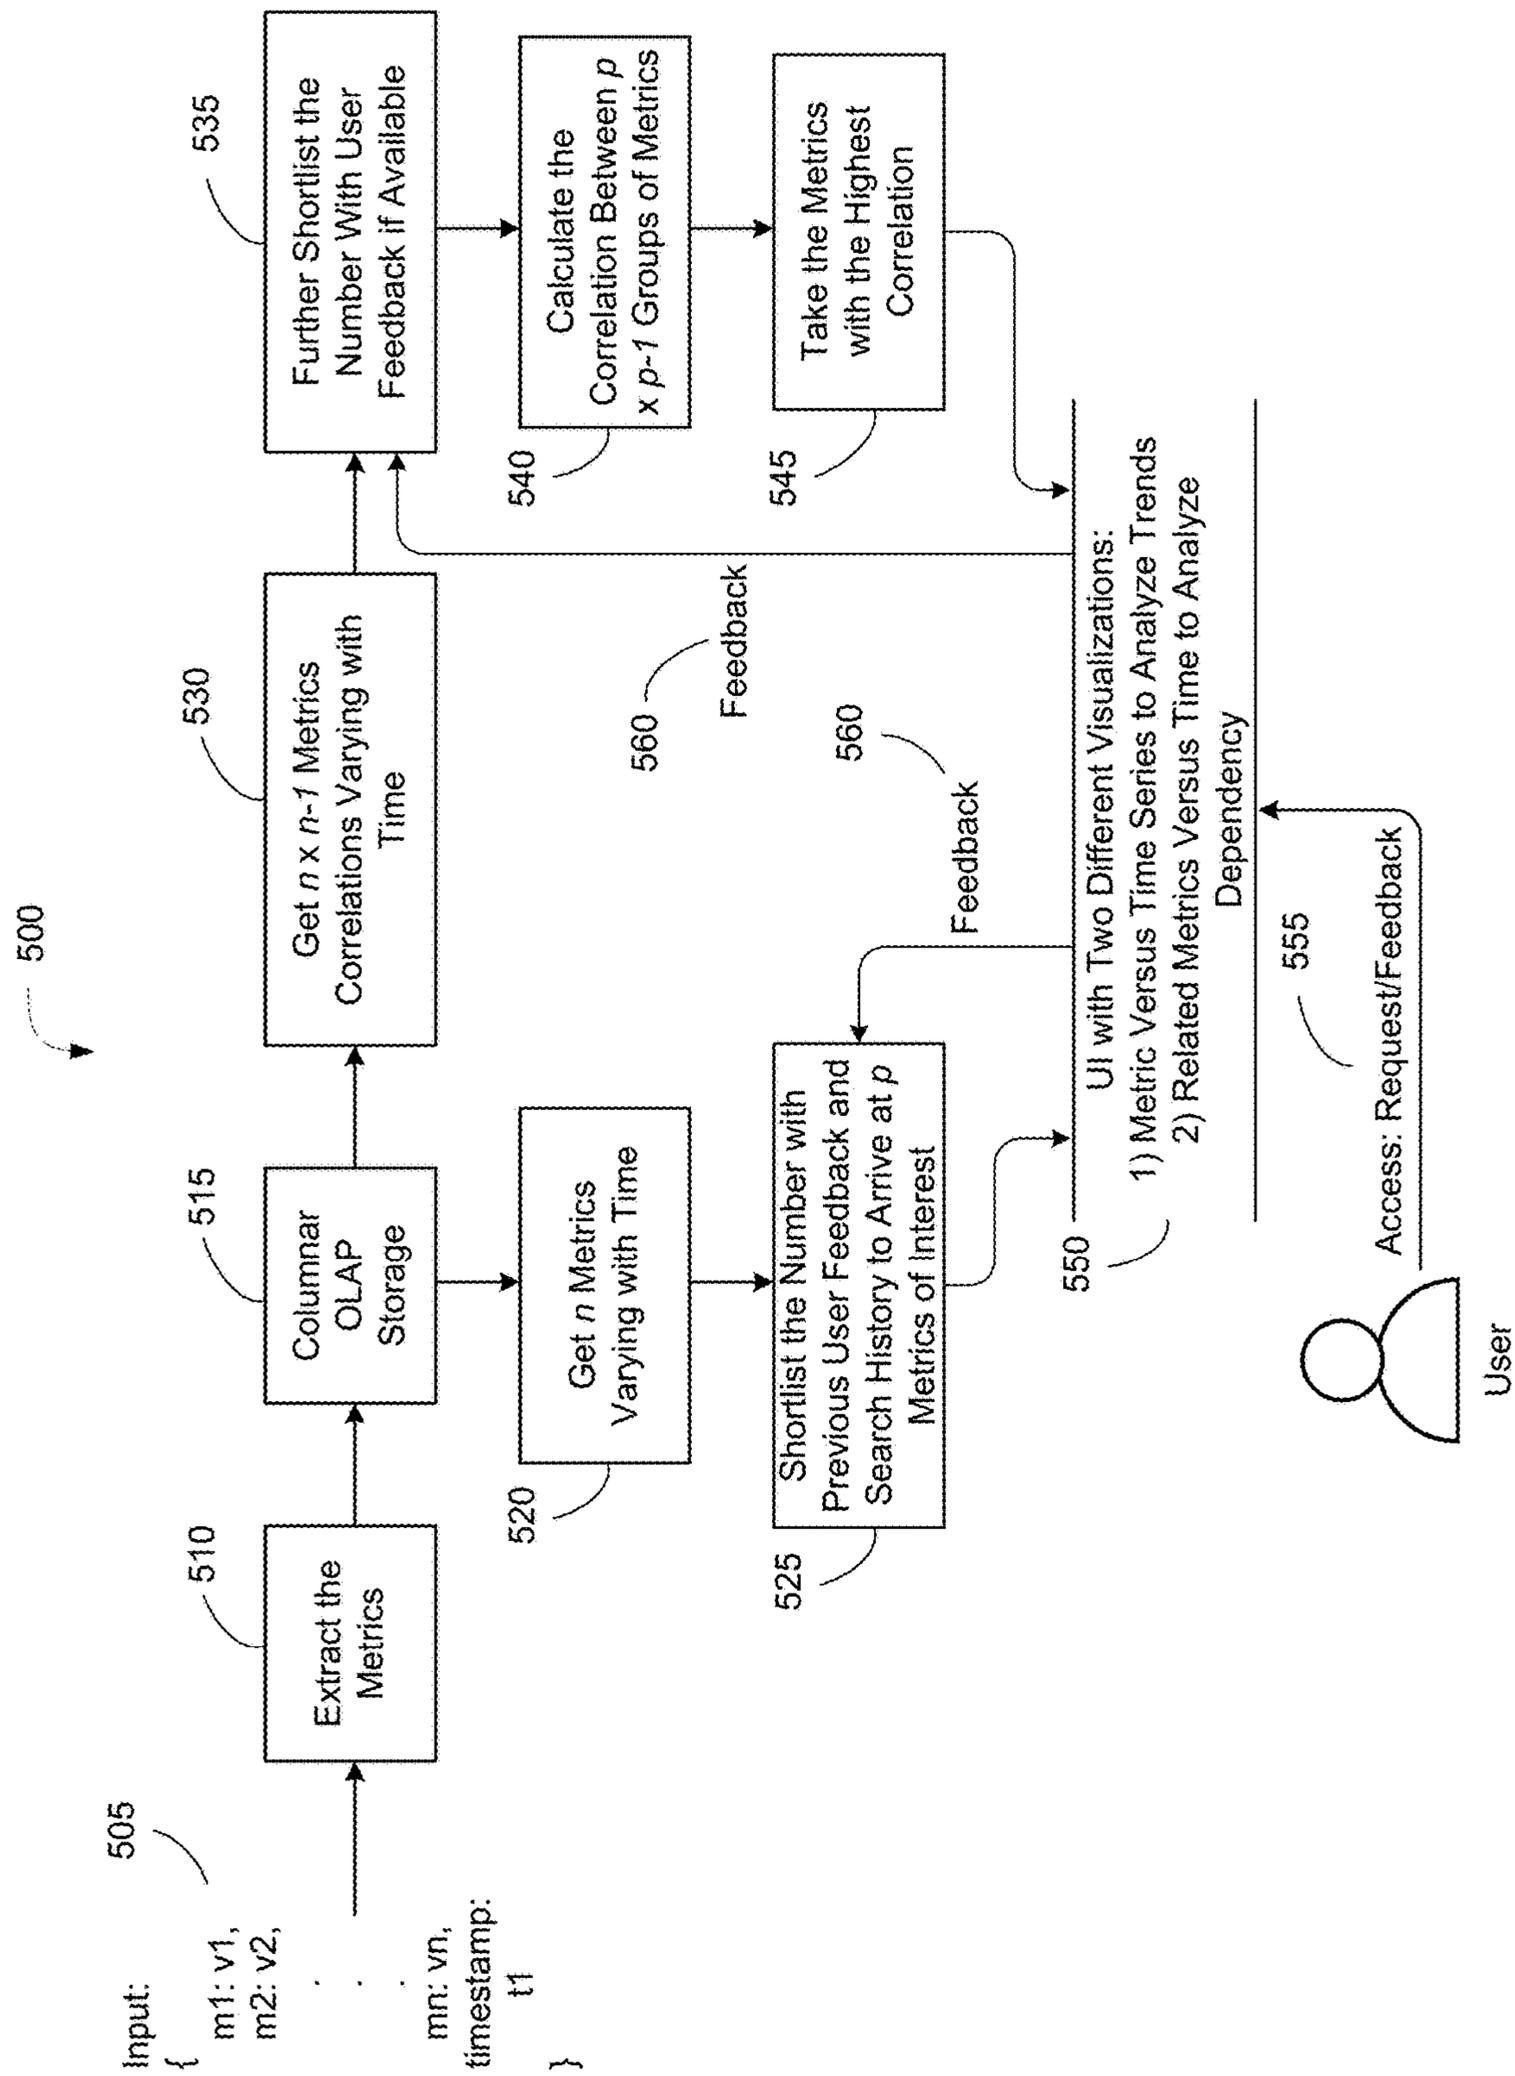 500
505
Input:
{
m1: v1,
m2: v2,
.
.
.
mn: vn,
timestamp:
t1
}
510
Extract the
Metrics
515
Columnar
OLAP
Storage
530
Get n x n-1 Metrics
Correlations Varying with
Time
535
Further Shortlist the
Number With User
Feedback if Available
520
Get n Metrics
Varying with Time
540
Calculate the
Correlation Between p
x p-1 Groups of Metrics
525
Shortlist the Number with
Previous User Feedback and
Search History to Arrive at p
Metrics of Interest
545
Take the Metrics
with the Highest
Correlation
560
Feedback
560
Feedback
550
UI with Two Different Visualizations:
1) Metric Versus Time Series to Analyze Trends
2) Related Metrics Versus Time to Analyze
Dependency
555
Access: Request/Feedback
User